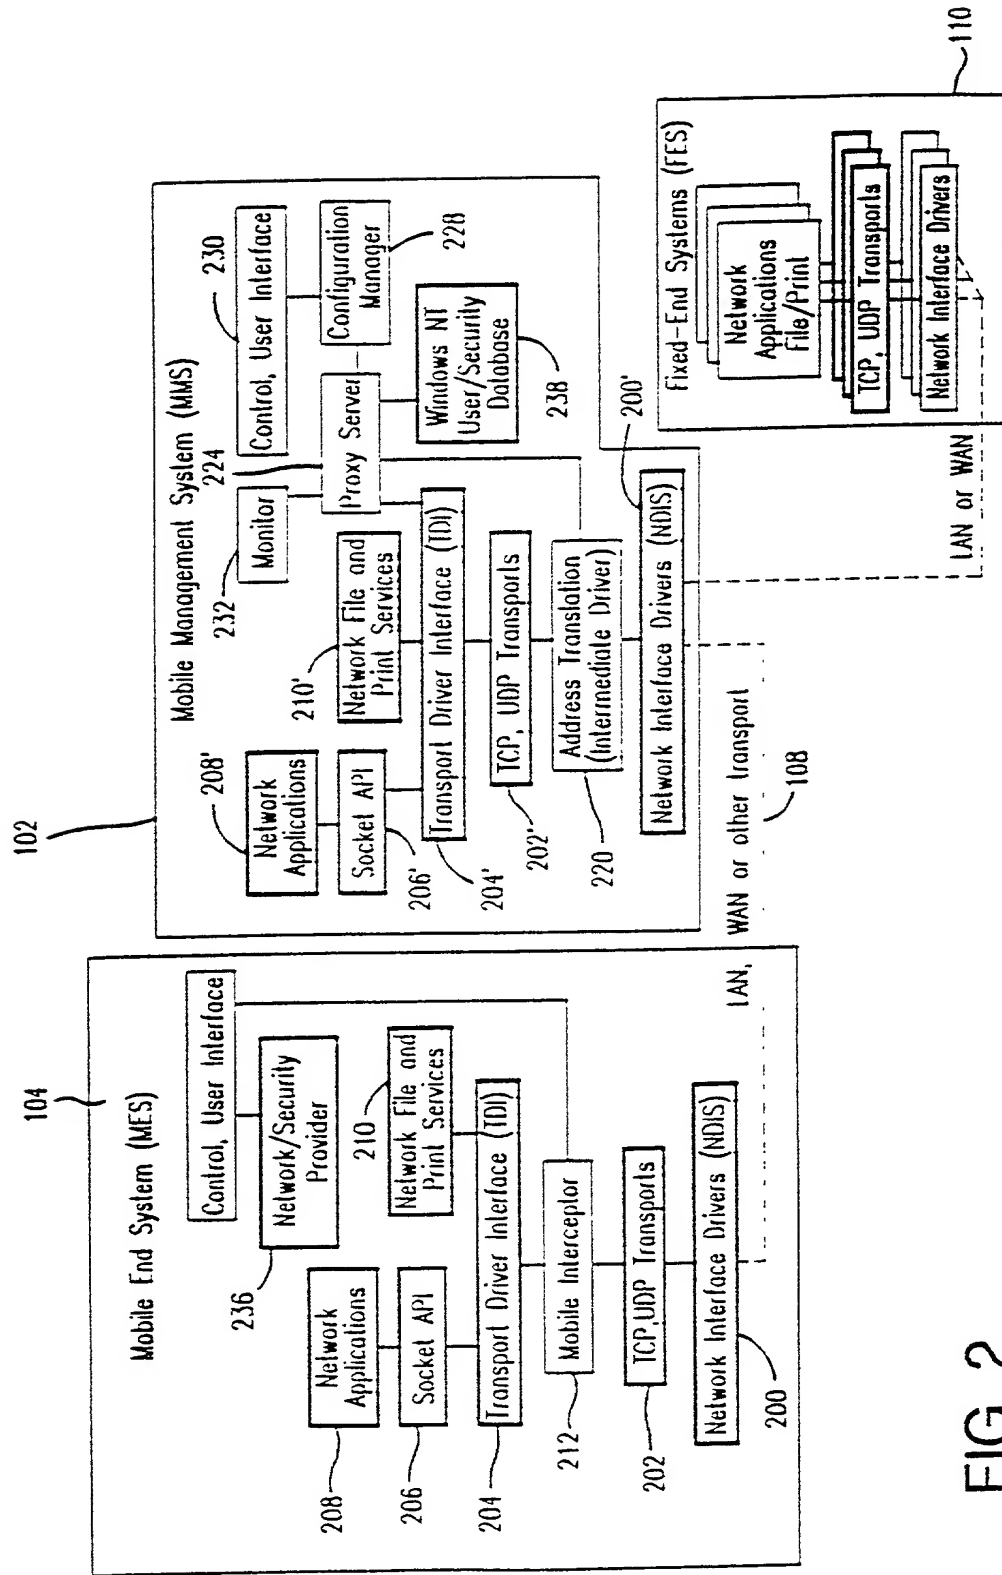 104
Mobile End System (MES)
Control, User Interface
Network/Security
Provider
236
Network
Applications
208
Network File and
Print Services
210
Socket API
206
Transport Driver Interface (TDI)
204
Mobile Interceptor
212
TCP,UDP Transports
202
Network Interface Drivers (NDIS)
200
LAN,
WAN or other transport
108
102
Mobile Management System (MMS)
232
Monitor
224
Control, User Interface
230
Proxy Server
Configuration
Manager
228
208'
Network
Applications
210'
Network File and
Print Services
Windows NT
User/Security
Database
238
Socket API
206'
Transport Driver Interface (TDI)
204'
TCP, UDP Transports
202'
Address Translation
(Intermediate Driver)
220
Network Interface Drivers (NDIS)
200'
LAN or WAN
Fixed-End Systems (FES)
Network
Applications
File/Print
TCP, UDP Transports
Network Interface Drivers
110
FIG. 2